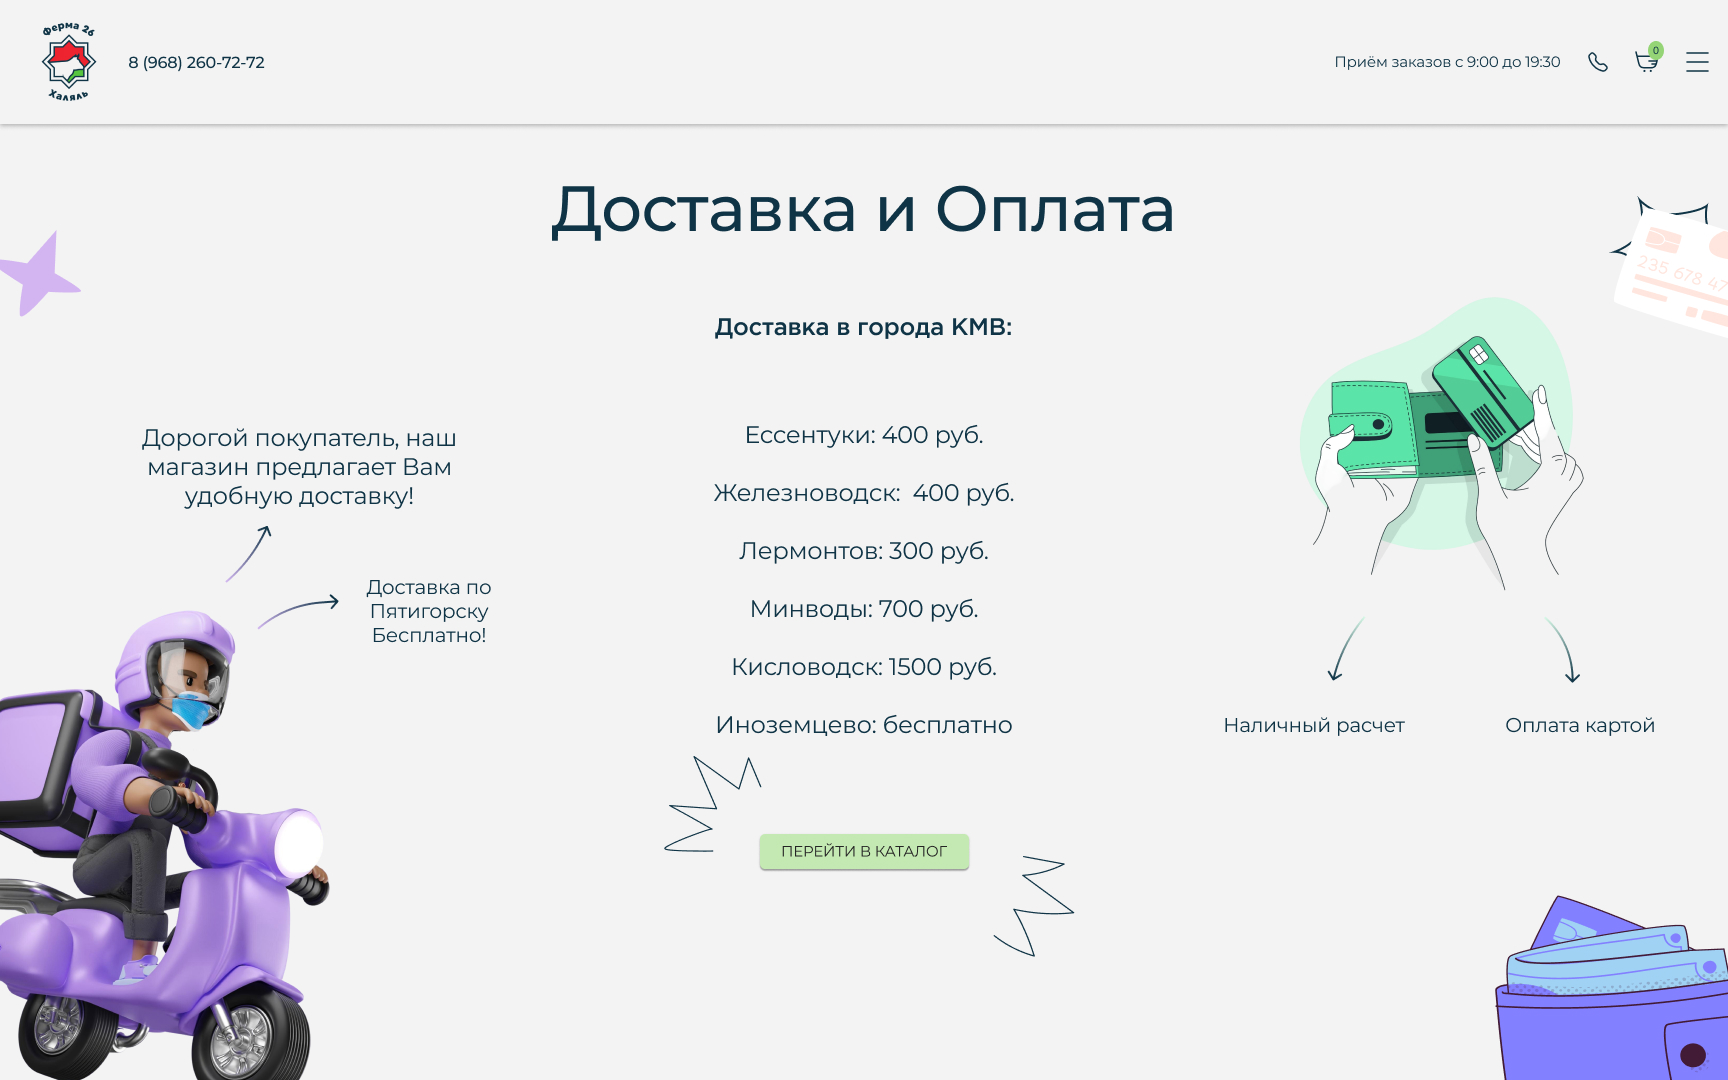 Ферма 26
Халяль
8 (968) 260-72-72
Приём заказов с 9:00 до 19:30
0
Доставка и Оплата
Доставка в города КМВ:
Дорогой покупатель, наш
магазин предлагает Вам
удобную доставку!
Доставка по
Пятигорску
Бесплатно!
Ессентуки: 400 руб.
Железноводск:  400 руб.
Лермонтов: 300 руб.
Минводы: 700 руб.
Кисловодск: 1500 руб.
Иноземцево: бесплатно
ПЕРЕЙТИ В КАТАЛОГ
235 678 47
Наличный расчет
Оплата картой